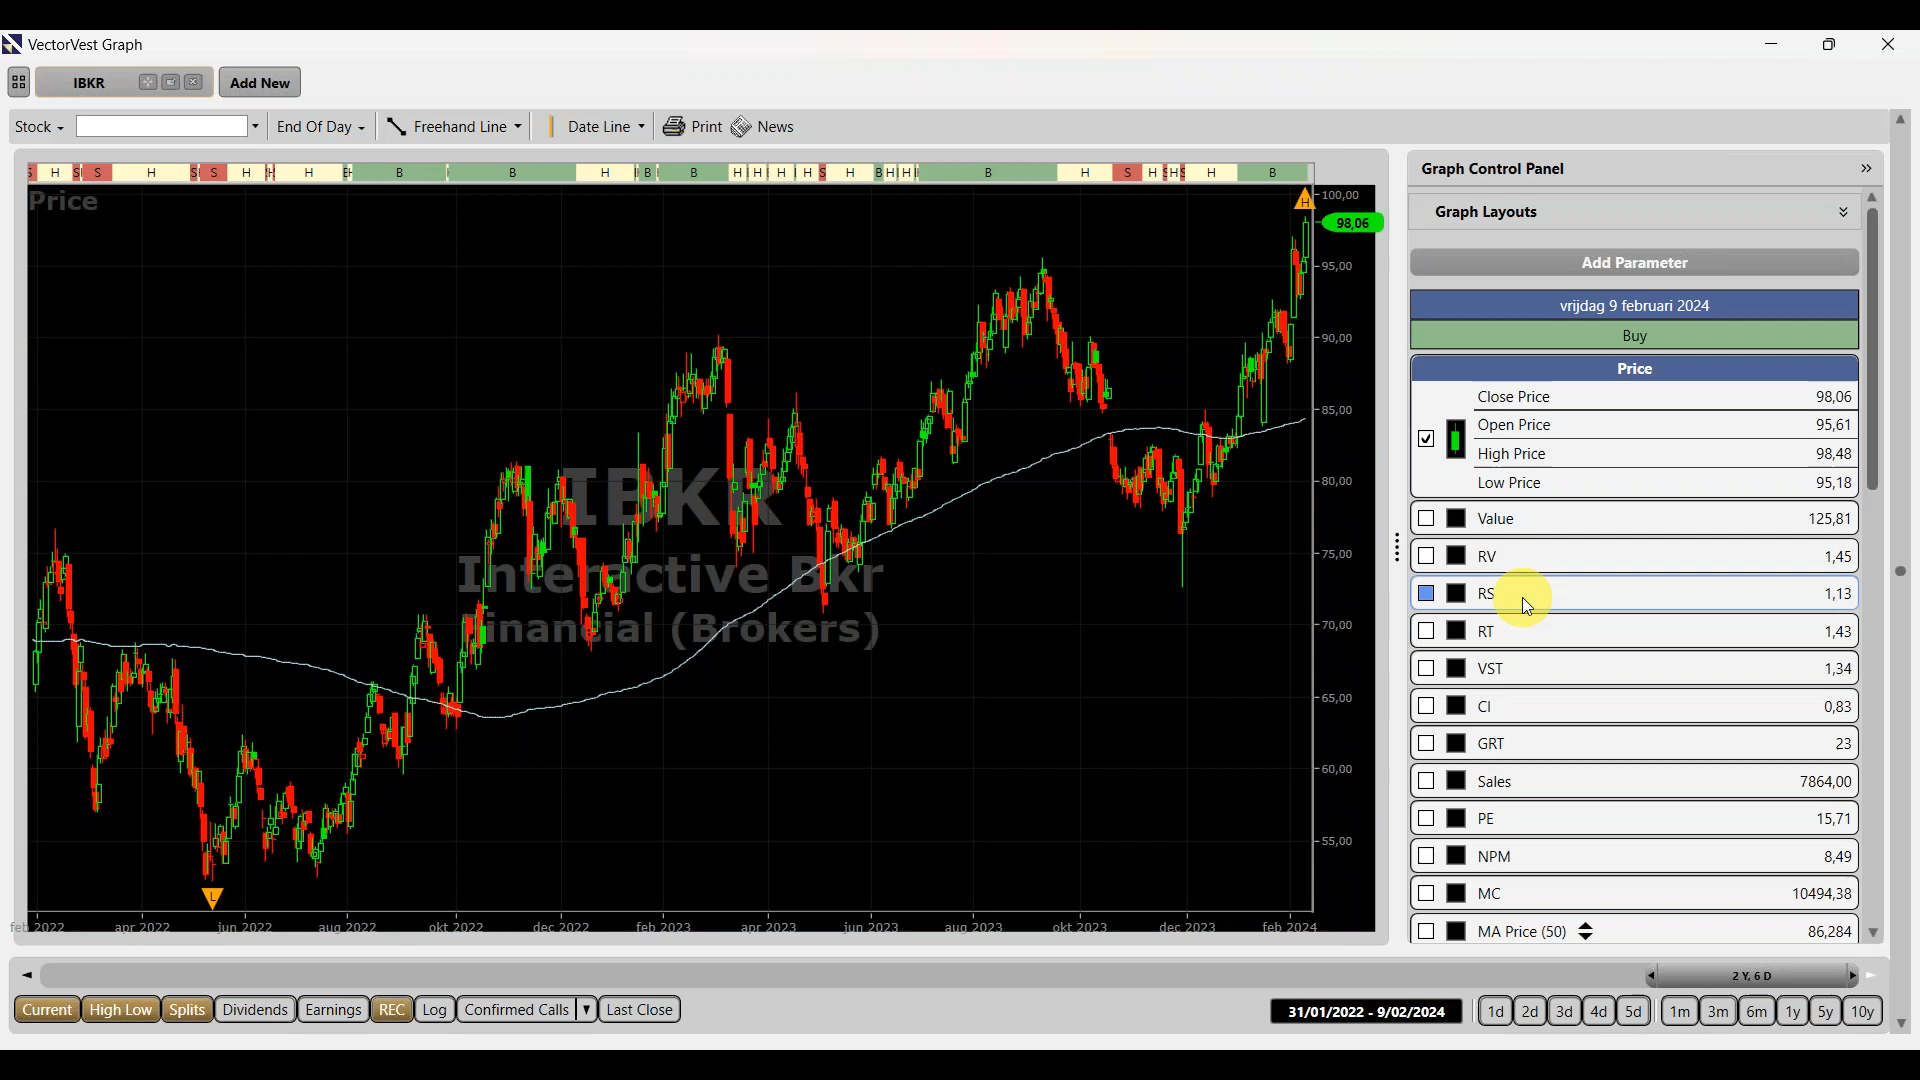 VectorVest Graph
IBKR
Add New
Stock
End Of Day
Freehand Line
Date Line
Print
News
S H S S H S S H H H B B H B B H H H H S H B H H B H S H S H S H B
Price
H
100,00
98,06
95,00
90,00
85,00
80,00
75,00
70,00
65,00
60,00
55,00
IBKR
Interactive Bkr
Financial (Brokers)
L
feb 2022 apr 2022 jun 2022 aug 2022 okt 2022 dec 2022 feb 2023 apr 2023 jun 2023 aug 2023 okt 2023 dec 2023 feb 2024
Graph Control Panel
Graph Layouts
Add Parameter
vrijdag 9 februari 2024
Buy
Price
Close Price 98,06
Open Price 95,61
High Price 98,48
Low Price 95,18
Value 125,81
RV 1,45
RS 1,13
RT 1,43
VST 1,34
CI 0,83
GRT 23
Sales 7864,00
PE 15,71
NPM 8,49
MC 10494,38
MA Price (50) 86,284
2 Y, 6 D
Current High Low Splits Dividends Earnings REC Log Confirmed Calls Last Close
31/01/2022 - 9/02/2024
1d 2d 3d 4d 5d 1m 3m 6m 1y 5y 10y